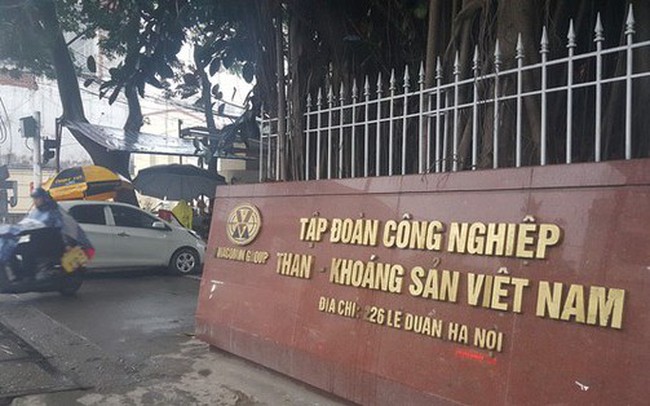 TẬP ĐOÀN CÔNG NGHIỆP
VINACOMIN GROUP
THAN - KHOÁNG SẢN VIỆT NAM
ĐỊA CHỈ: 226 LÊ DUẨN HÀ NỘI